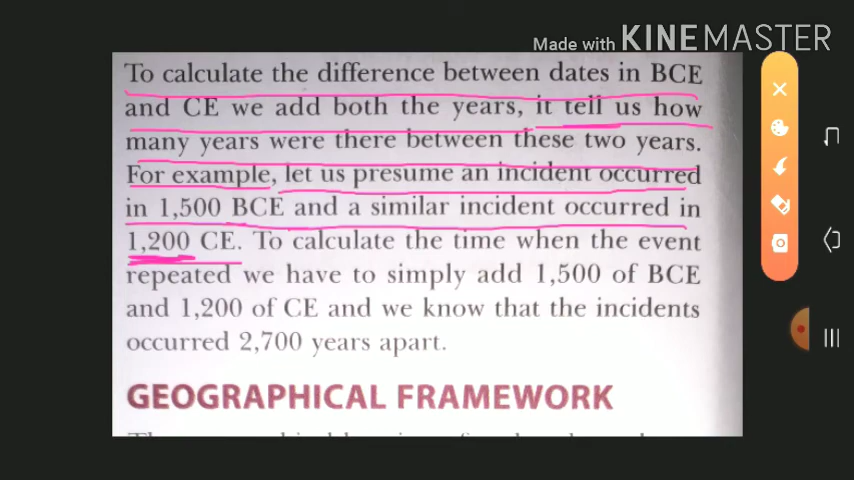 Made with KINEMASTER
To calculate the difference between dates in BCE
and CE we add both the years, it tell us how
many years were there between these two years.
For example, let us presume an incident occurred
in 1,500 BCE and a similar incident occurred in
1,200 CE. To calculate the time when the event
repeated we have to simply add 1,500 of BCE
and 1,200 of CE and we know that the incidents
occurred 2,700 years apart.
GEOGRAPHICAL FRAMEWORK